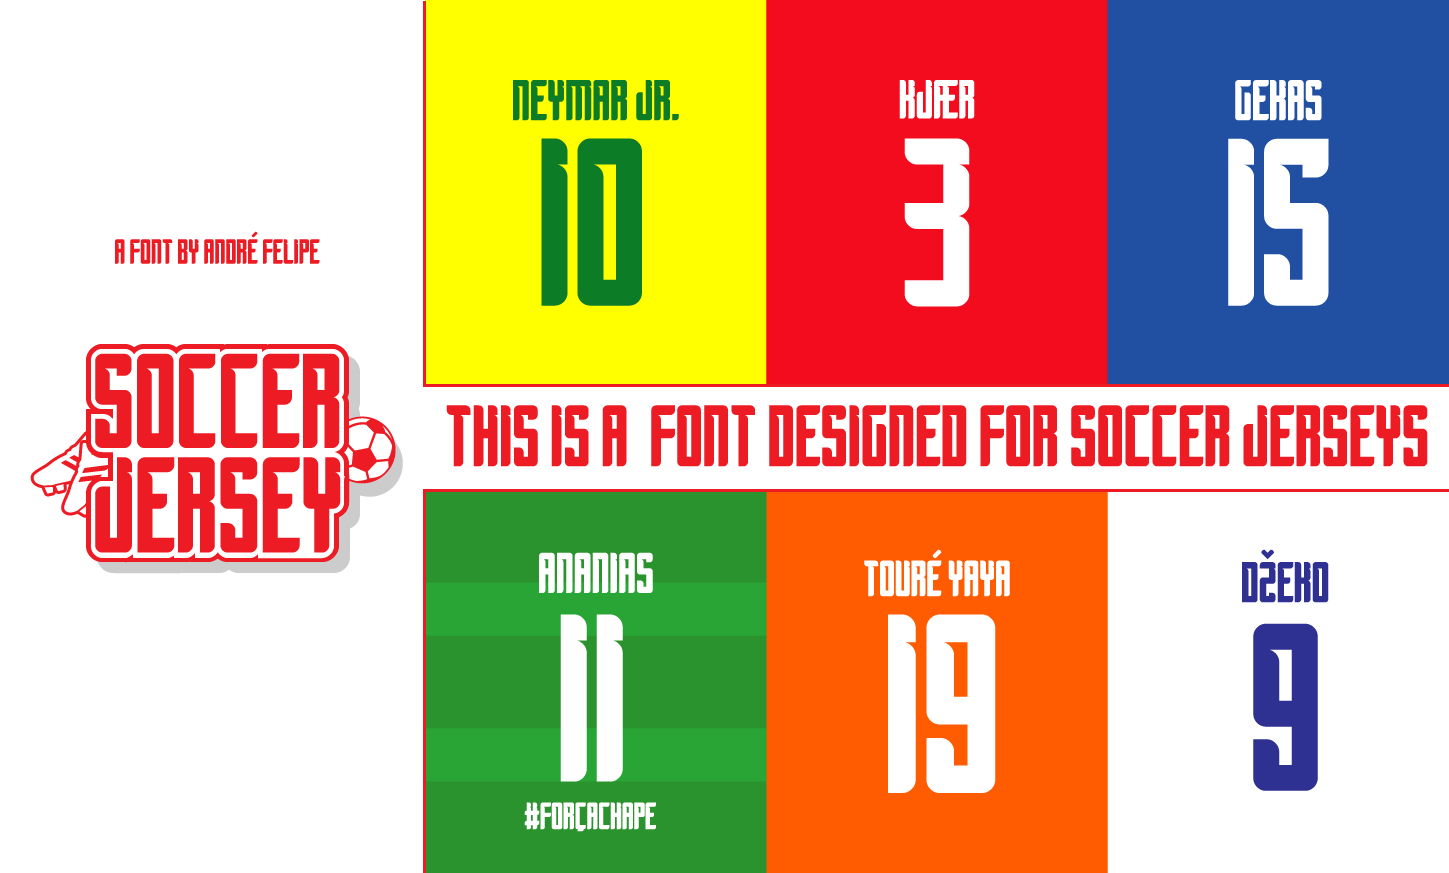 A FONT BY ANDRÉ FELIPE
SOCCER
JERSEY
NEYMAR JR.
10
KJÆR
3
GEKAS
15
THIS IS A FONT DESIGNED FOR SOCCER JERSEYS
ANANIAS
11
#FORÇACHAPE
TOURÉ YAYA
19
DŽEKO
9